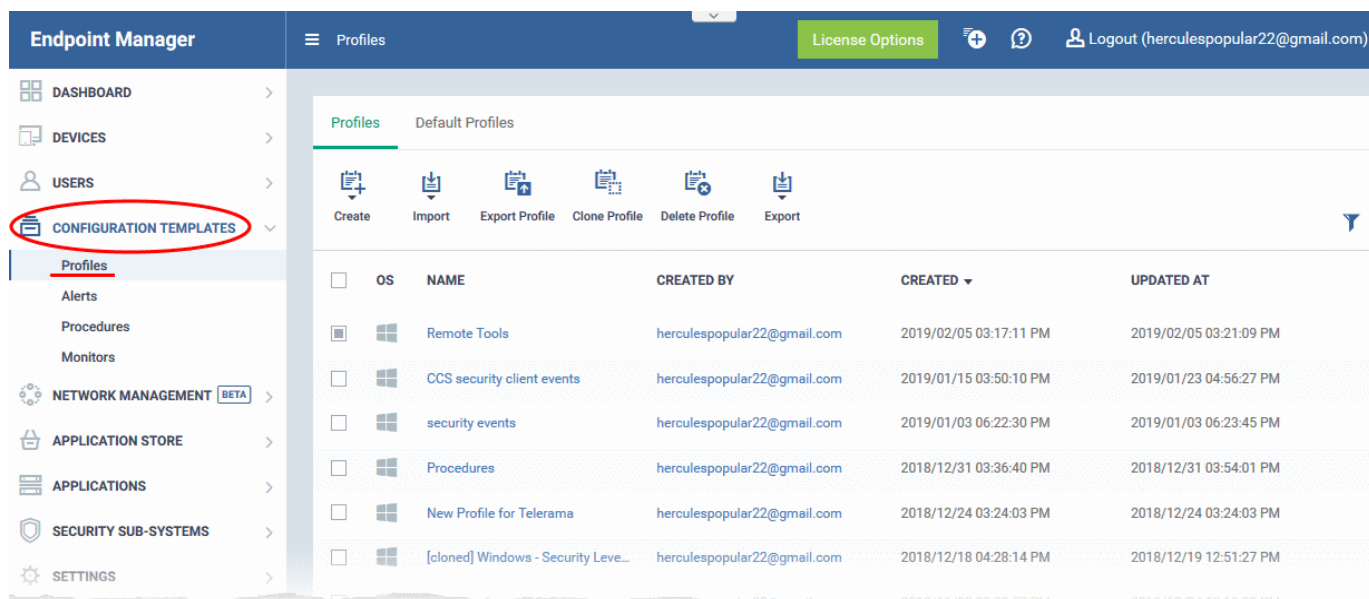 Endpoint Manager
Profiles
License Options
Logout (herculespopular22@gmail.com)
DASHBOARD
DEVICES
USERS
CONFIGURATION TEMPLATES
Profiles
Alerts
Procedures
Monitors
NETWORK MANAGEMENT BETA
APPLICATION STORE
APPLICATIONS
SECURITY SUB-SYSTEMS
SETTINGS
Profiles Default Profiles
Create Import Export Profile Clone Profile Delete Profile Export
OS NAME CREATED BY CREATED UPDATED AT
Remote Tools herculespopular22@gmail.com 2019/02/05 03:17:11 PM 2019/02/05 03:21:09 PM
CCS security client events herculespopular22@gmail.com 2019/01/15 03:50:10 PM 2019/01/23 04:56:27 PM
security events herculespopular22@gmail.com 2019/01/03 06:22:30 PM 2019/01/03 06:23:45 PM
Procedures herculespopular22@gmail.com 2018/12/31 03:36:40 PM 2018/12/31 03:54:01 PM
New Profile for Telerama herculespopular22@gmail.com 2018/12/24 03:24:03 PM 2018/12/24 03:24:03 PM
[cloned] Windows - Security Leve... herculespopular22@gmail.com 2018/12/18 04:28:14 PM 2018/12/19 12:51:27 PM